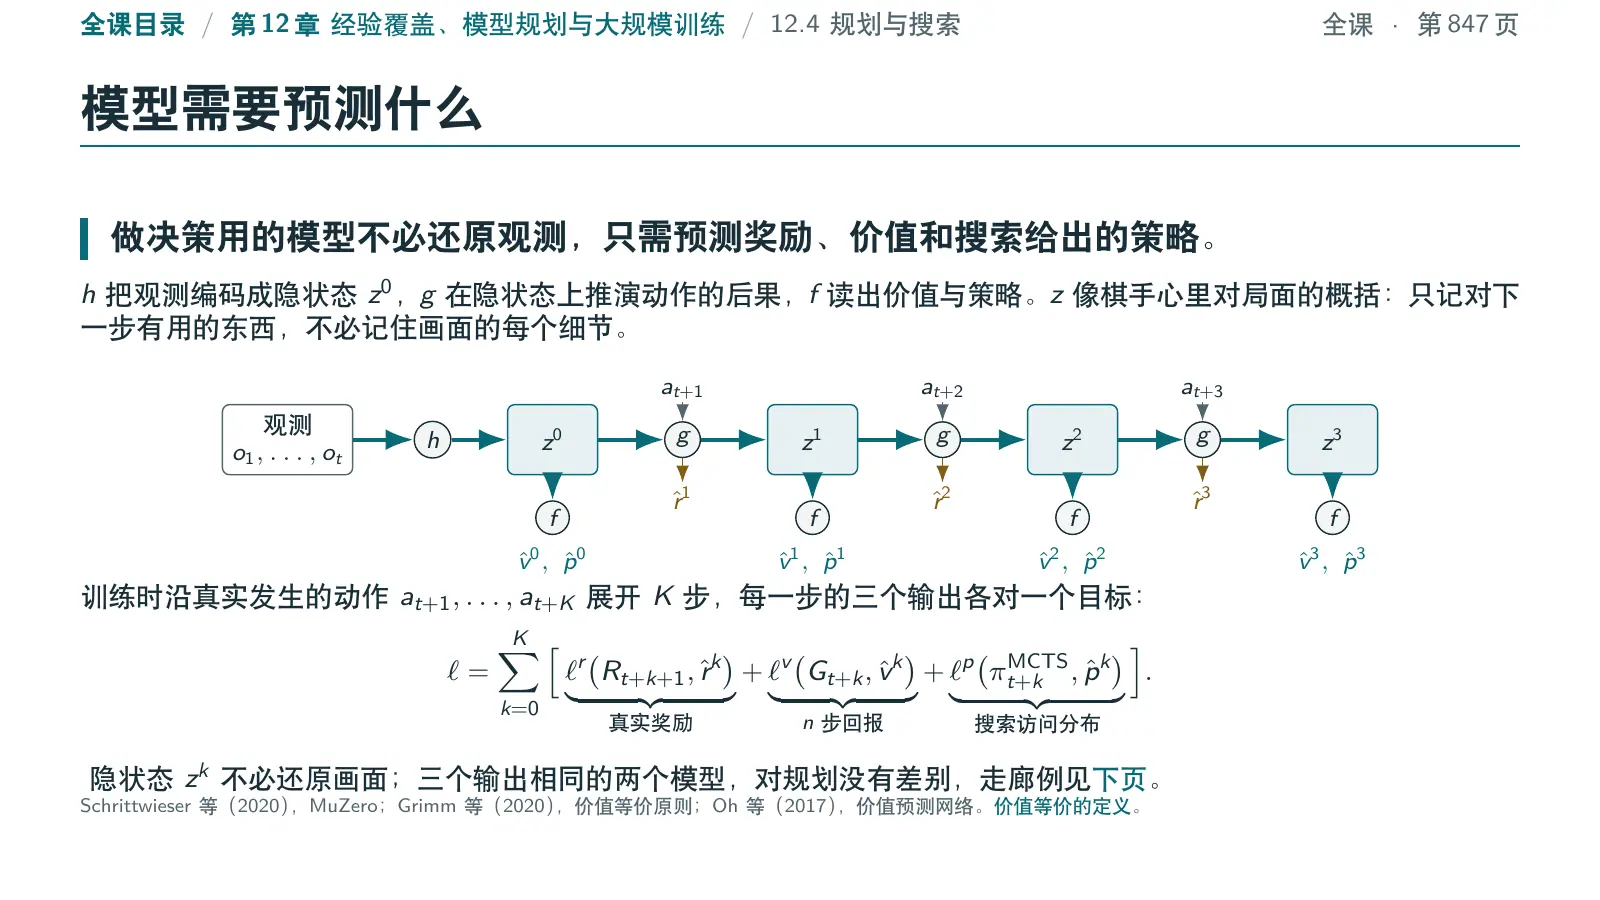 全课目录 / 第 12 章 经验覆盖、模型规划与大规模训练 / 12.4 规划与搜索 全课 · 第 847 页
模型需要预测什么
做决策用的模型不必还原观测，只需预测奖励、价值和搜索给出的策略。
h 把观测编码成隐状态 z^0，g 在隐状态上推演动作的后果，f 读出价值与策略。z 像棋手心里对局面的概括：只记对下
一步有用的东西，不必记住画面的每个细节。
a_{t+1} a_{t+2} a_{t+3}
观测
o_1, . . . , o_t h z^0 g z^1 g z^2 g z^3
r̂^1 r̂^2 r̂^3
f f f f
v̂^0, p̂^0 v̂^1, p̂^1 v̂^2, p̂^2 v̂^3, p̂^3
训练时沿真实发生的动作 a_{t+1}, . . . , a_{t+K} 展开 K 步，每一步的三个输出各对一个目标：
ℓ = ∑_{k=0}^{K} [ ℓ^r(R_{t+k+1}, r̂^k) + ℓ^v(G_{t+k}, v̂^k) + ℓ^p(π_{t+k}^{MCTS}, p̂^k) ].
真实奖励 n 步回报 搜索访问分布
隐状态 z^k 不必还原画面；三个输出相同的两个模型，对规划没有差别，走廊例见下页。
Schrittwieser 等（2020），MuZero；Grimm 等（2020），价值等价原则；Oh 等（2017），价值预测网络。价值等价的定义。